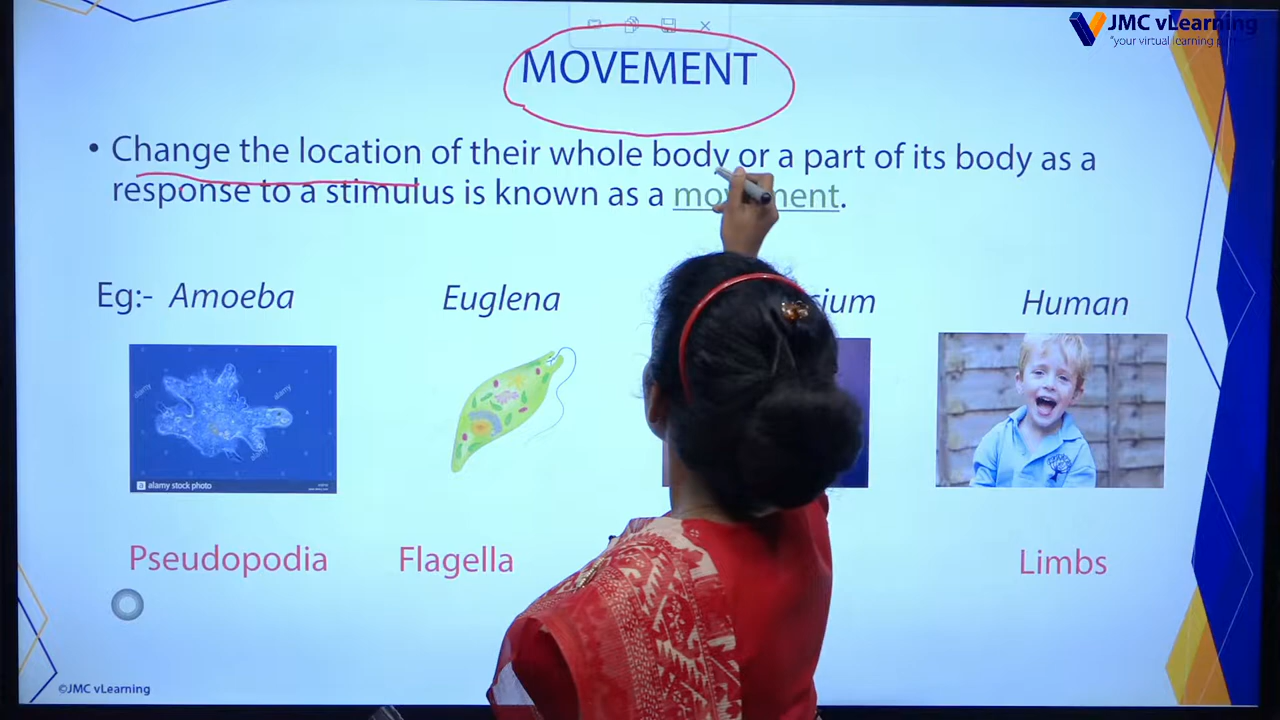 JMC vLearning
"your virtual learning
MOVEMENT
• Change the location of their whole body or a part of its body as a
response to a stimulus is known as a movement.
Eg:- Amoeba Euglena Human
alamy
alamy
a alamy stock photo
Pseudopodia Flagella Limbs
©JMC vLearning